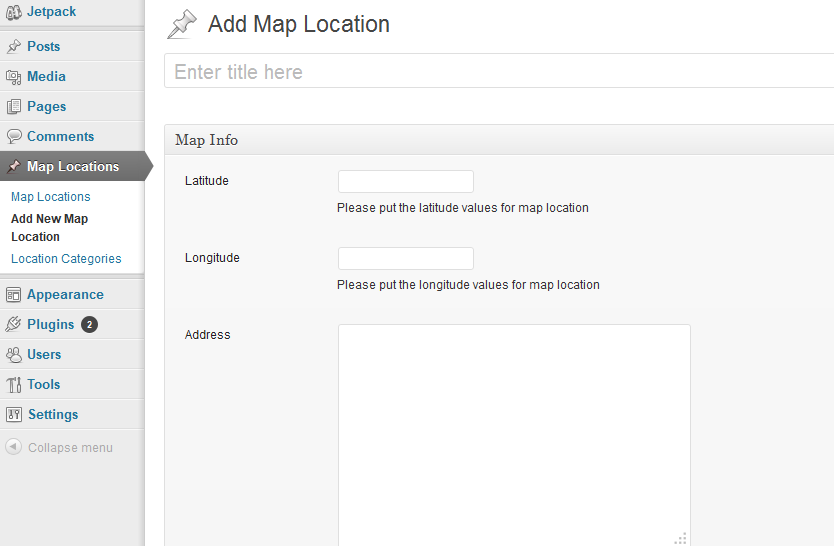 Jetpack
Posts
Media
Pages
Comments
Map Locations
Map Locations
Add New Map
Location
Location Categories
Appearance
Plugins 2
Users
Tools
Settings
Collapse menu
Add Map Location
Enter title here
Map Info
Latitude
Please put the latitude values for map location
Longitude
Please put the longitude values for map location
Address